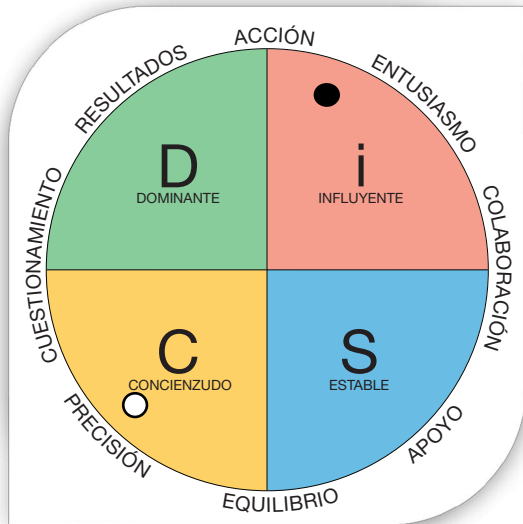 ACCIÓN
RESULTADOS
ENTUSIASMO
D
DOMINANTE
i
INFLUYENTE
CUESTIONAMIENTO
COLABORACIÓN
C
CONCIENZUDO
S
ESTABLE
PRECISIÓN
APOYO
EQUILIBRIO